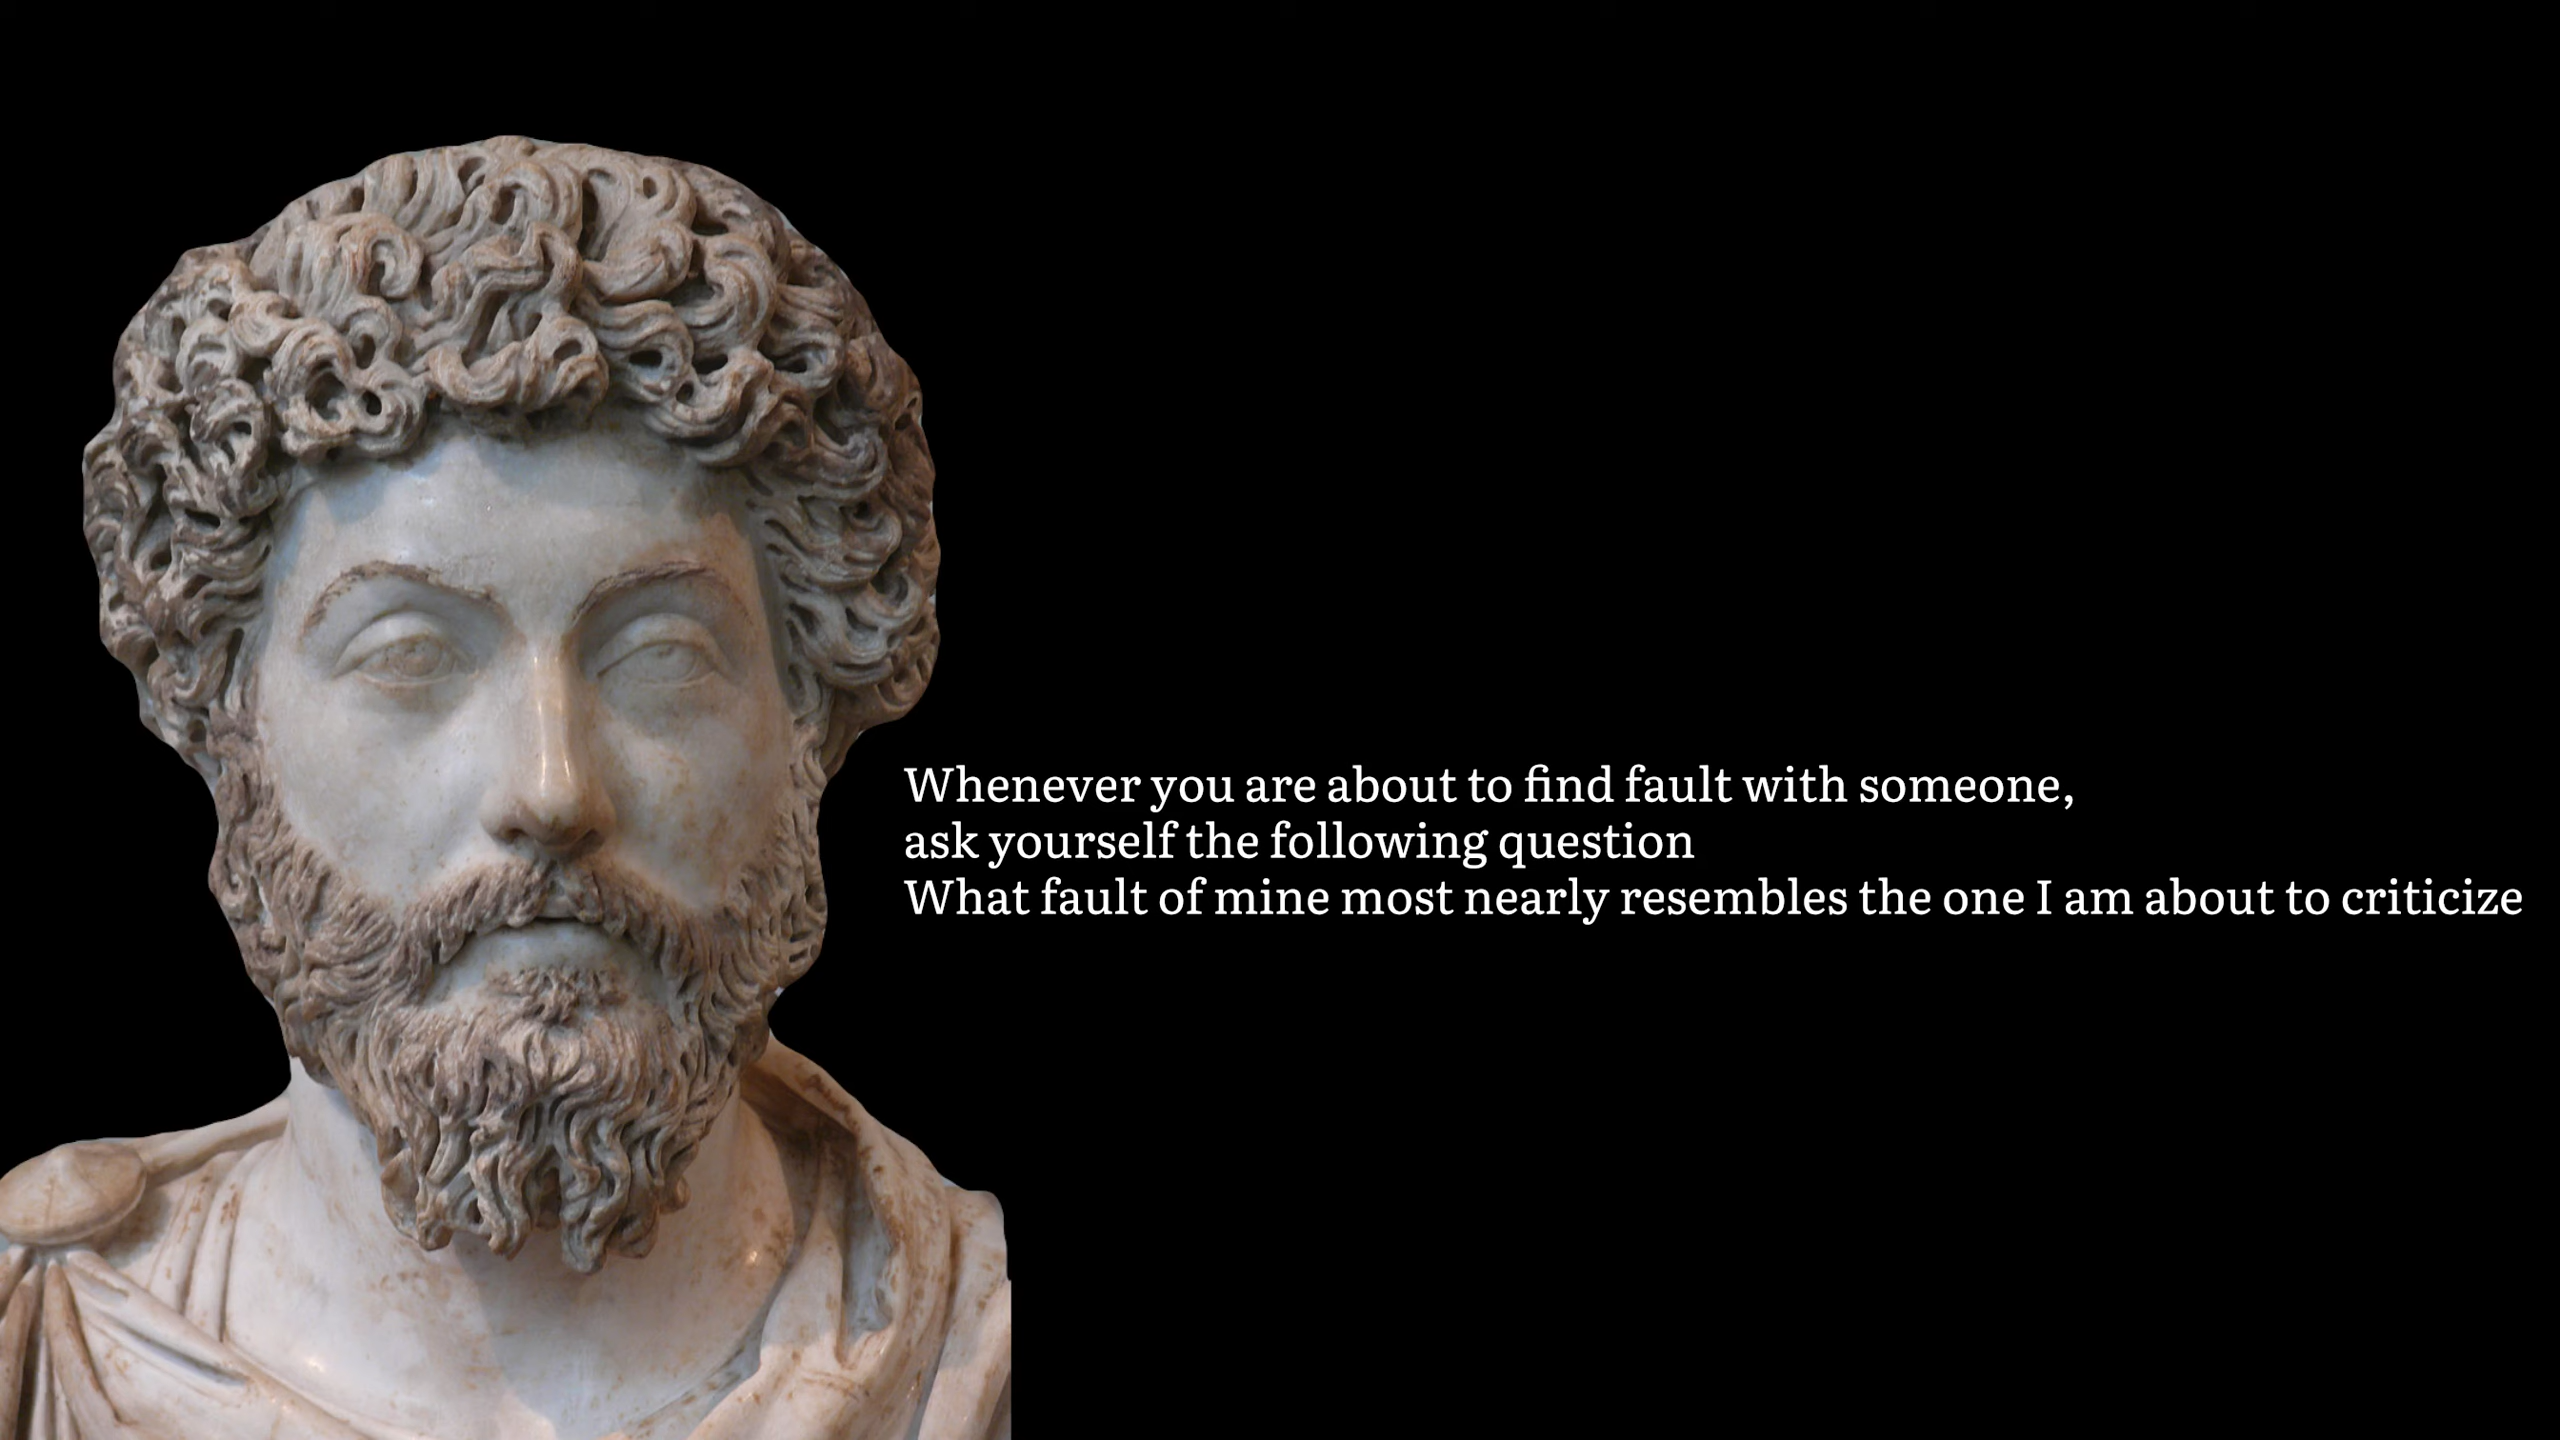 Whenever you are about to find fault with someone,
ask yourself the following question
What fault of mine most nearly resembles the one I am about to criticize